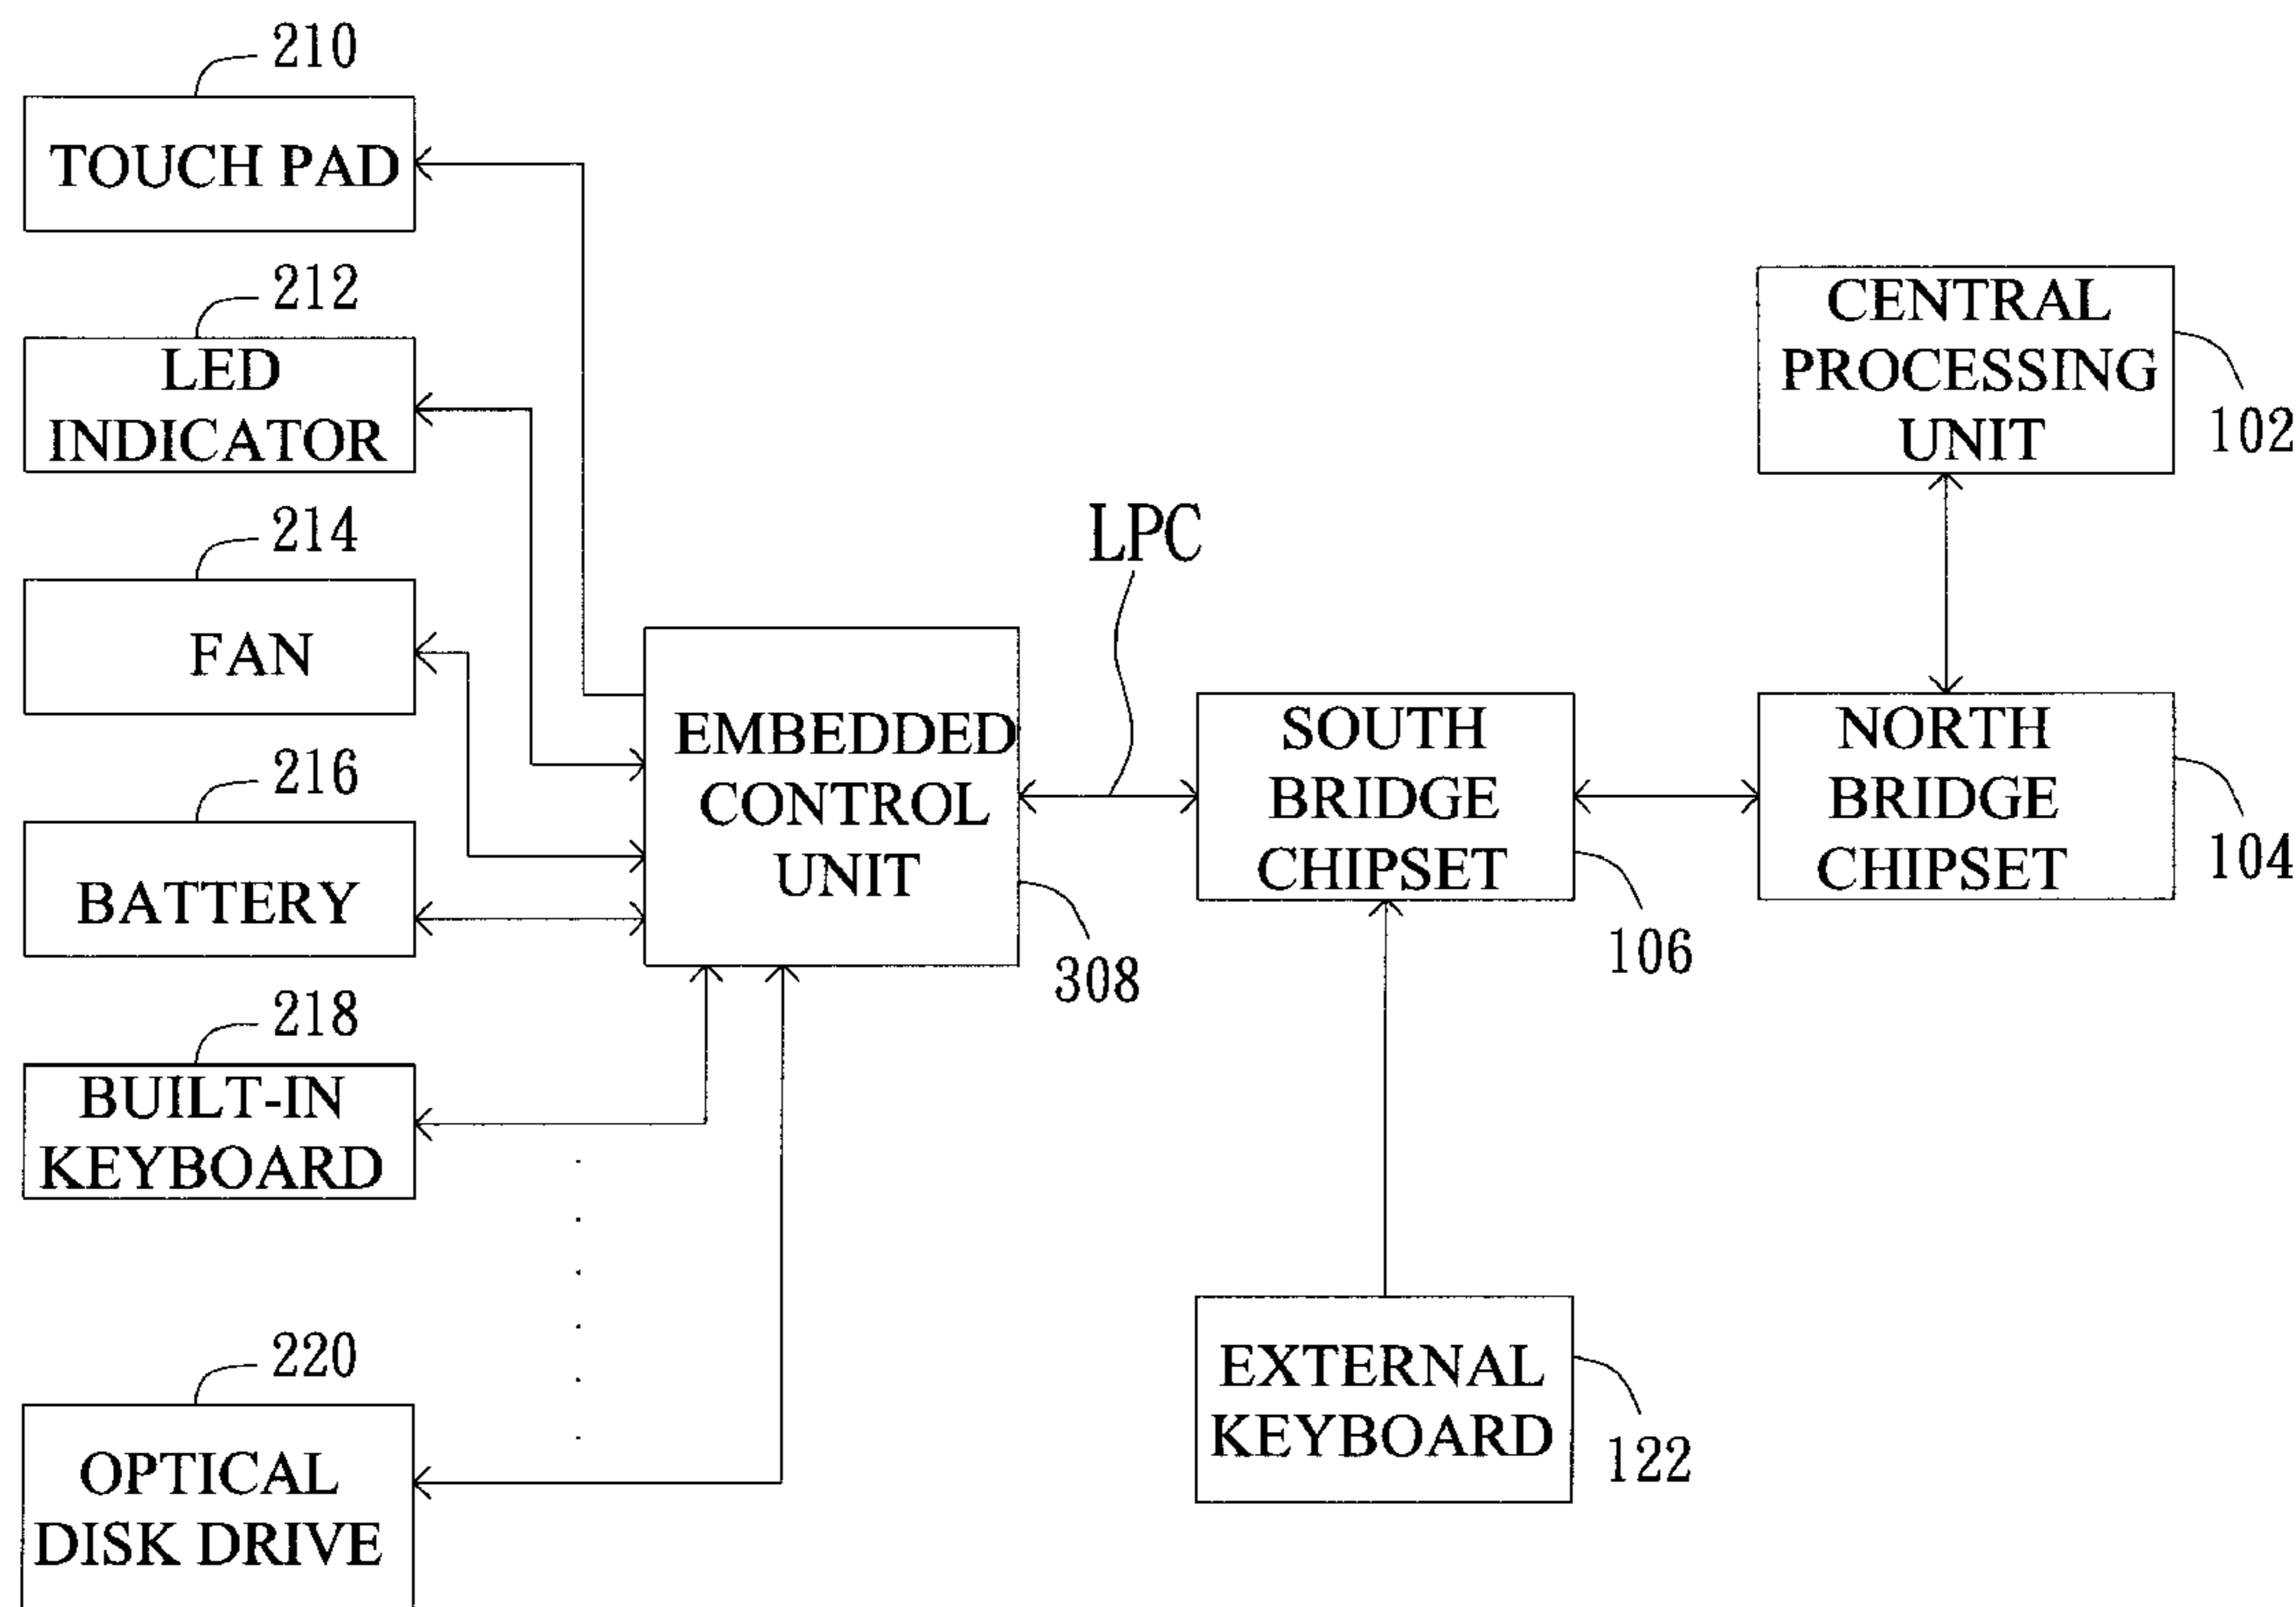 210
TOUCH PAD
212
LED
INDICATOR
214
FAN
216
BATTERY
218
BUILT-IN
KEYBOARD
220
OPTICAL
DISK DRIVE
EMBEDDED
CONTROL
UNIT
308
LPC
SOUTH
BRIDGE
CHIPSET
106
EXTERNAL
KEYBOARD
122
CENTRAL
PROCESSING
UNIT
102
NORTH
BRIDGE
CHIPSET
104